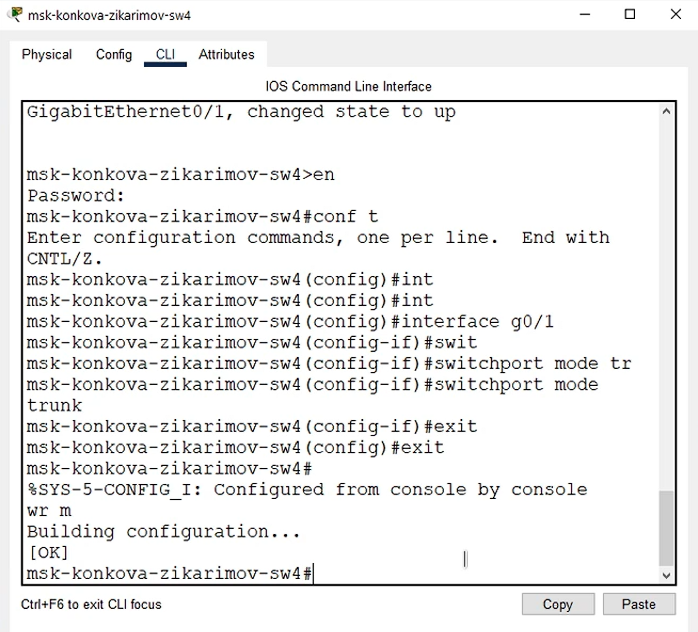 msk-konkova-zikarimov-sw4
Physical Config CLI Attributes
IOS Command Line Interface
GigabitEthernet0/1, changed state to up
msk-konkova-zikarimov-sw4>en
Password:
msk-konkova-zikarimov-sw4#conf t
Enter configuration commands, one per line.  End with
CNTL/Z.
msk-konkova-zikarimov-sw4(config)#int
msk-konkova-zikarimov-sw4(config)#int
msk-konkova-zikarimov-sw4(config)#interface g0/1
msk-konkova-zikarimov-sw4(config-if)#swit
msk-konkova-zikarimov-sw4(config-if)#switchport mode tr
msk-konkova-zikarimov-sw4(config-if)#switchport mode
trunk
msk-konkova-zikarimov-sw4(config-if)#exit
msk-konkova-zikarimov-sw4(config)#exit
msk-konkova-zikarimov-sw4#
%SYS-5-CONFIG_I: Configured from console by console
wr m
Building configuration...
[OK]
msk-konkova-zikarimov-sw4#
Ctrl+F6 to exit CLI focus
Copy Paste